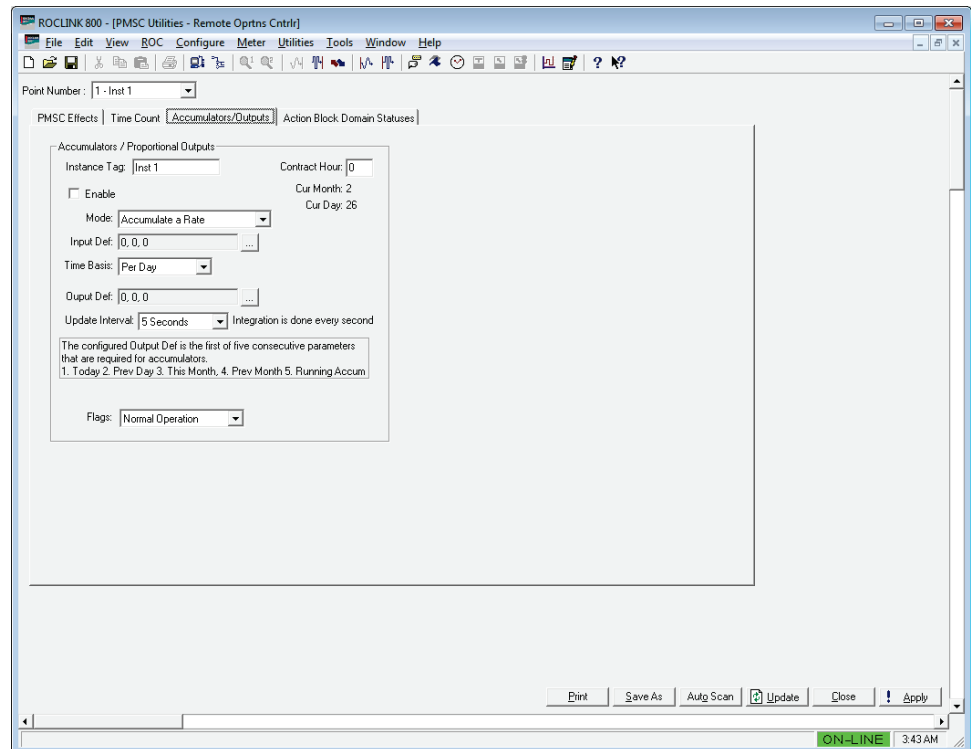 ROCLINK 800 - [PMSC Utilities - Remote Oprtns Cntrlr]
File Edit View ROC Configure Meter Utilities Tools Window Help
Point Number : 1 - Inst 1
PMSC Effects Time Count Accumulators/Outputs Action Block Domain Statuses
Accumulators / Proportional Outputs
Instance Tag: Inst 1 Contract Hour: 0
Enable Cur Month: 2
Cur Day: 26
Mode: Accumulate a Rate
Input Def: 0, 0, 0 ...
Time Basis: Per Day
Ouput Def: 0, 0, 0 ...
Update Interval: 5 Seconds Integration is done every second
The configured Output Def is the first of five consecutive parameters
that are required for accumulators.
1. Today 2. Prev Day 3. This Month, 4. Prev Month 5. Running Accum
Flags: Normal Operation
Print Save As Auto Scan Update Close ! Apply
ON-LINE 3:43 AM